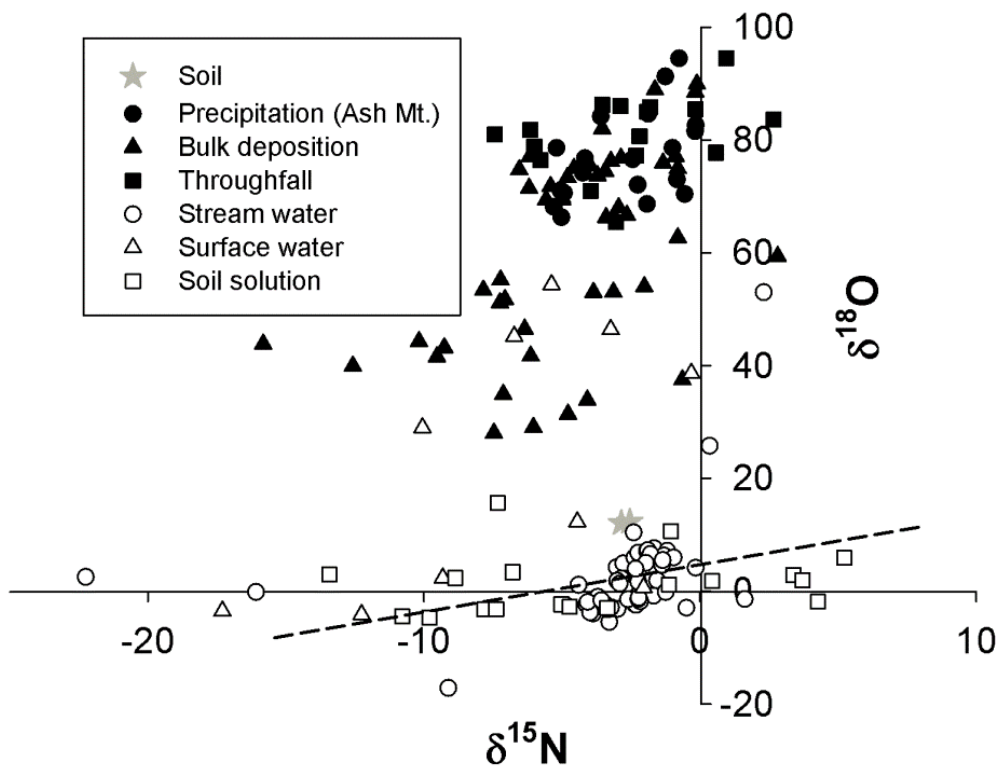 100
Soil
Precipitation (Ash Mt.)
Bulk deposition
Throughfall
Stream water
Surface water
Soil solution
80
60
δ¹⁸O
40
20
0
-20
-10
0
10
-20
δ¹⁵N